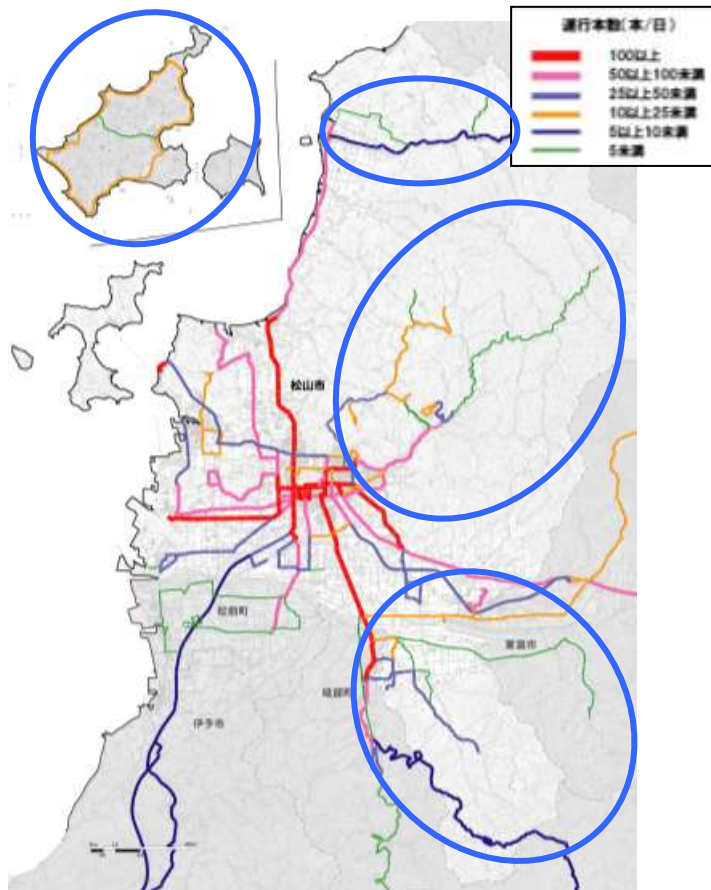 運行本数(本/日)
100以上
50以上100未満
25以上50未満
10以上25未満
5以上10未満
5未満
松山市
松前町
東温市
砥部町
伊予市